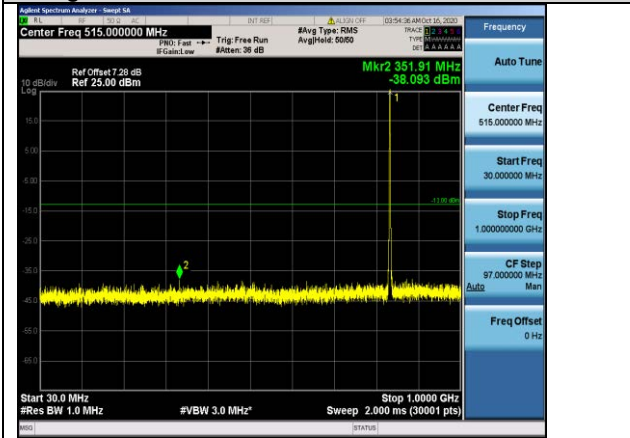 Agilent Spectrum Analyzer - Swept SA
RL RF 50 Ω AC INT REF ALIGN OFF 03:54:36 AM Oct 16, 2020
Center Freq 515.000000 MHz
PNO: Fast
IFGain:Low
Trig: Free Run
#Atten: 36 dB
#Avg Type: RMS
Avg|Hold: 50/50
TRACE 1 2 3 4 5 6
TYPE
DET A A A A A A
Frequency
Mkr2 351.91 MHz
-38.093 dBm
Ref Offset 7.28 dB
Ref 25.00 dBm
10 dB/div
Log
15.0
5.00
-5.00
-15.0
-25.0
-35.0
-45.0
-55.0
-65.0
1
2
-13.00 dBm
Auto Tune
Center Freq
515.000000 MHz
Start Freq
30.000000 MHz
Stop Freq
1.000000000 GHz
CF Step
97.000000 MHz
Auto Man
Freq Offset
0 Hz
Start 30.0 MHz
Stop 1.0000 GHz
#Res BW 1.0 MHz
#VBW 3.0 MHz*
Sweep 2.000 ms (30001 pts)
MSG
STATUS